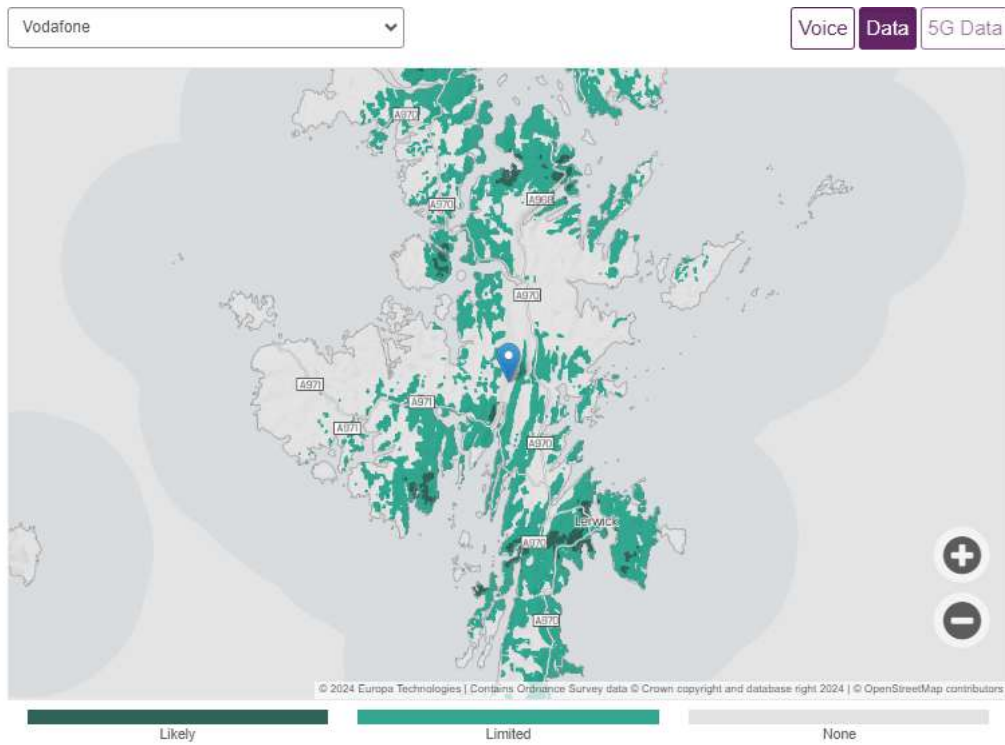 Vodafone
Voice Data 5G Data
A970
A970
A968
A970
A971
A971
A971
A970
Lerwick
A970
A970
© 2024 Europa Technologies | Contains Ordnance Survey data © Crown copyright and database right 2024 | © OpenStreetMap contributors
Likely Limited None